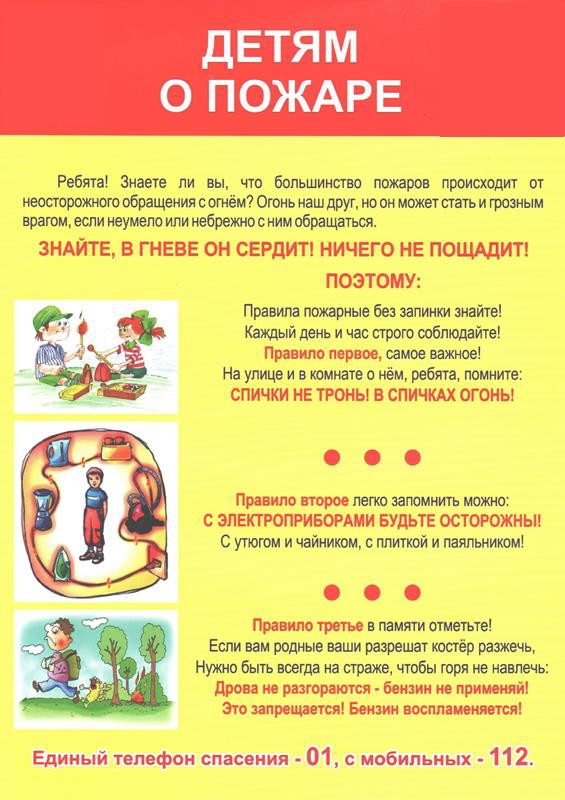 ДЕТЯМ
О ПОЖАРЕ
Ребята! Знаете ли вы, что большинство пожаров происходит от
неосторожного обращения с огнём? Огонь наш друг, но он может стать и грозным
врагом, если неумело или небрежно с ним обращаться.
ЗНАЙТЕ, В ГНЕВЕ ОН СЕРДИТ! НИЧЕГО НЕ ПОЩАДИТ!
ПОЭТОМУ:
Правила пожарные без запинки знайте!
Каждый день и час строго соблюдайте!
Правило первое, самое важное!
На улице и в комнате о нём, ребята, помните:
СПИЧКИ НЕ ТРОНЬ! В СПИЧКАХ ОГОНЬ!
Правило второе легко запомнить можно:
С ЭЛЕКТРОПРИБОРАМИ БУДЬТЕ ОСТОРОЖНЫ!
С утюгом и чайником, с плиткой и паяльником!
Правило третье в памяти отметьте!
Если вам родные ваши разрешат костёр разжечь,
Нужно быть всегда на страже, чтобы горя не навлечь:
Дрова не разгораются - бензин не применяй!
Это запрещается! Бензин воспламеняется!
Единый телефон спасения - 01, с мобильных - 112.